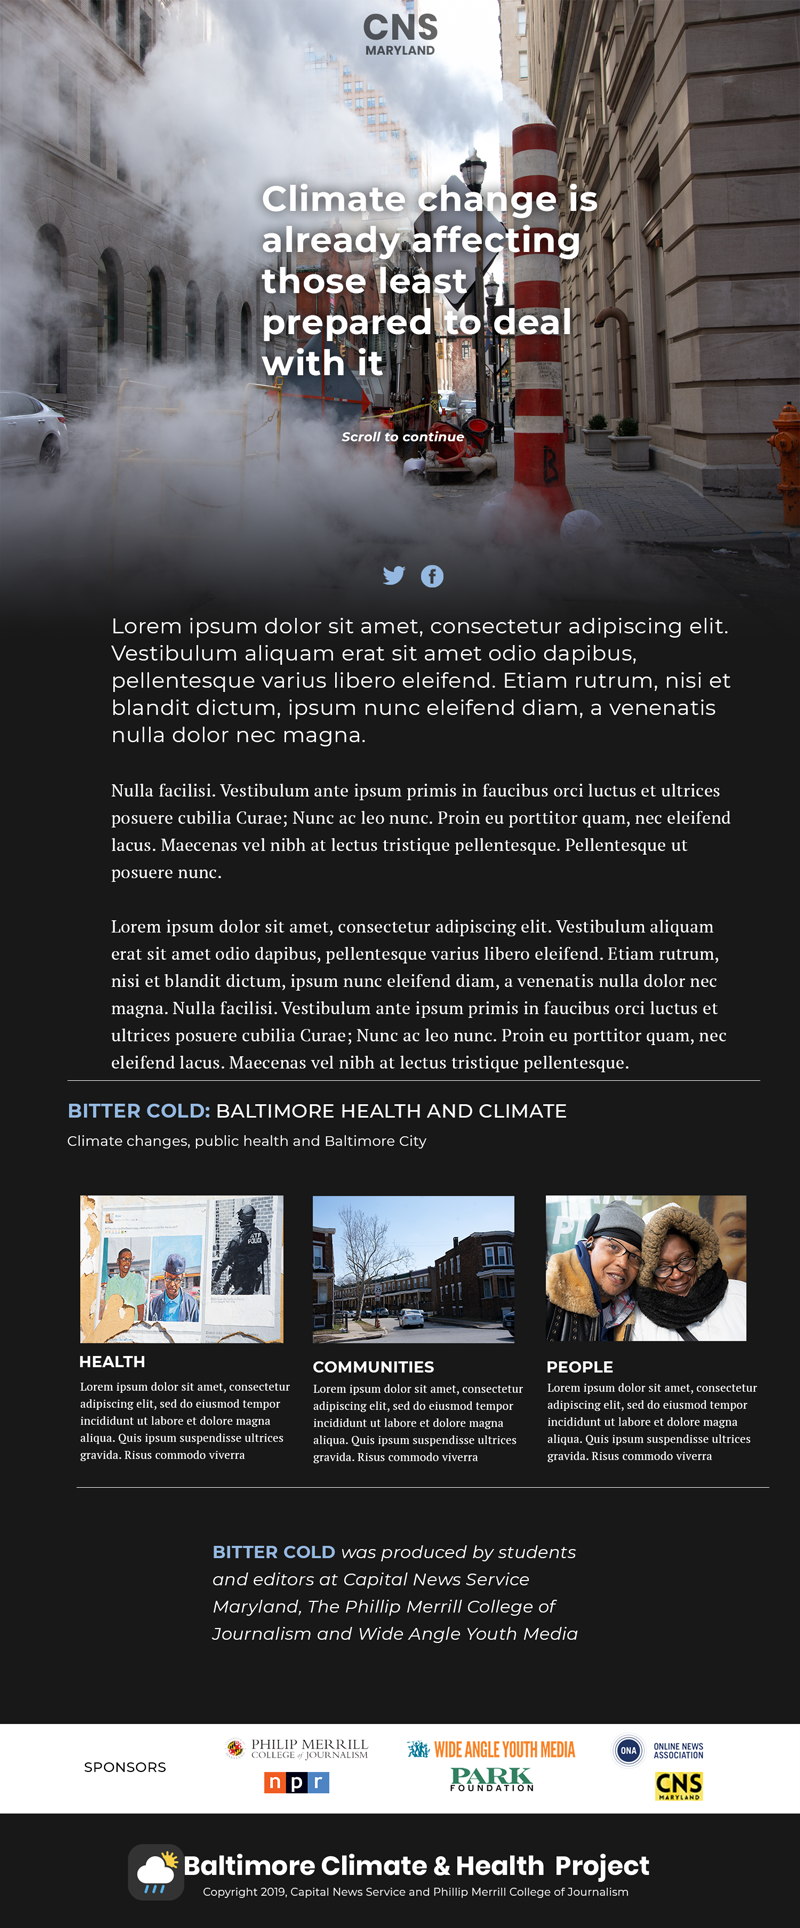 CNS
MARYLAND
Climate change is
already affecting
those least
prepared to deal
with it
Scroll to continue
Lorem ipsum dolor sit amet, consectetur adipiscing elit.
Vestibulum aliquam erat sit amet odio dapibus,
pellentesque varius libero eleifend. Etiam rutrum, nisi et
blandit dictum, ipsum nunc eleifend diam, a venenatis
nulla dolor nec magna.
Nulla facilisi. Vestibulum ante ipsum primis in faucibus orci luctus et ultrices
posuere cubilia Curae; Nunc ac leo nunc. Proin eu porttitor quam, nec eleifend
lacus. Maecenas vel nibh at lectus tristique pellentesque. Pellentesque ut
posuere nunc.
Lorem ipsum dolor sit amet, consectetur adipiscing elit. Vestibulum aliquam
erat sit amet odio dapibus, pellentesque varius libero eleifend. Etiam rutrum,
nisi et blandit dictum, ipsum nunc eleifend diam, a venenatis nulla dolor nec
magna. Nulla facilisi. Vestibulum ante ipsum primis in faucibus orci luctus et
ultrices posuere cubilia Curae; Nunc ac leo nunc. Proin eu porttitor quam, nec
eleifend lacus. Maecenas vel nibh at lectus tristique pellentesque.
BITTER COLD: BALTIMORE HEALTH AND CLIMATE
Climate changes, public health and Baltimore City
POLICE
HEALTH
Lorem ipsum dolor sit amet, consectetur
adipiscing elit, sed do eiusmod tempor
incididunt ut labore et dolore magna
aliqua. Quis ipsum suspendisse ultrices
gravida. Risus commodo viverra
COMMUNITIES
Lorem ipsum dolor sit amet, consectetur
adipiscing elit, sed do eiusmod tempor
incididunt ut labore et dolore magna
aliqua. Quis ipsum suspendisse ultrices
gravida. Risus commodo viverra
PEOPLE
Lorem ipsum dolor sit amet, consectetur
adipiscing elit, sed do eiusmod tempor
incididunt ut labore et dolore magna
aliqua. Quis ipsum suspendisse ultrices
gravida. Risus commodo viverra
BITTER COLD was produced by students
and editors at Capital News Service
Maryland, The Phillip Merrill College of
Journalism and Wide Angle Youth Media
SPONSORS
PHILIP MERRILL
COLLEGE of JOURNALISM
WIDE ANGLE YOUTH MEDIA
ONA
ONLINE NEWS
ASSOCIATION
npr
PARK
FOUNDATION
CNS
MARYLAND
Baltimore Climate & Health Project
Copyright 2019, Capital News Service and Phillip Merrill College of Journalism